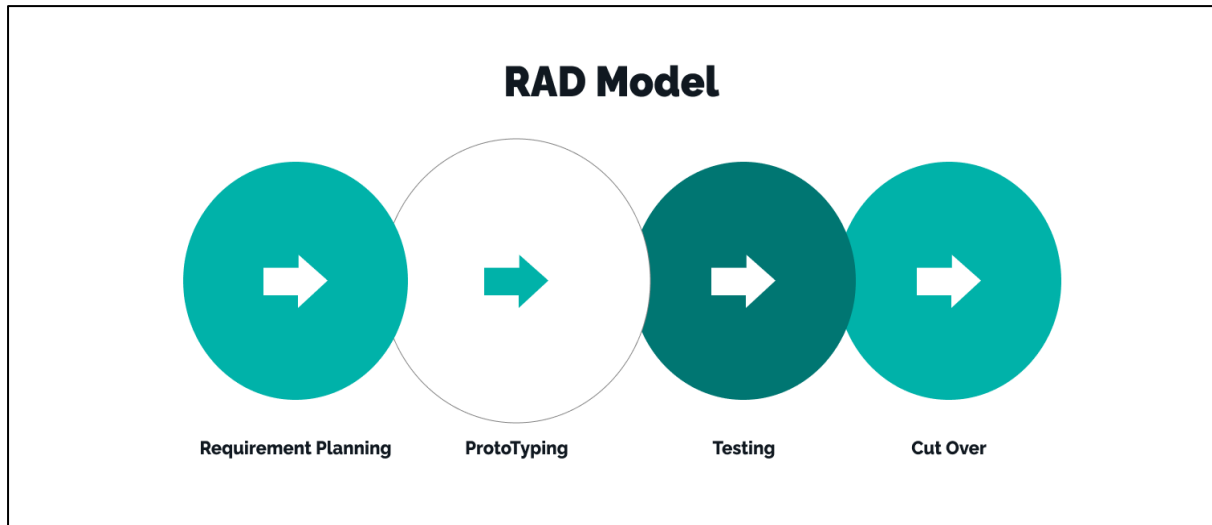 RAD Model
Requirement Planning
ProtoTyping
Testing
Cut Over